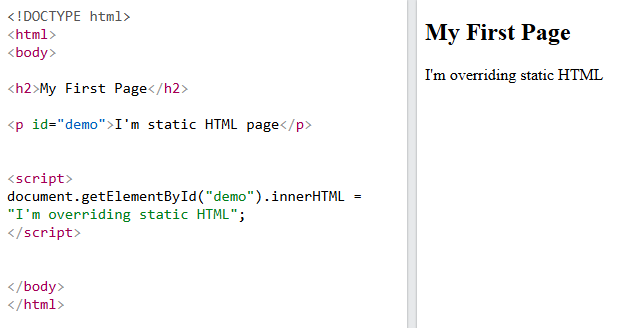 <!DOCTYPE html>
<html>
<body>
<h2>My First Page</h2>
<p id="demo">I'm static HTML page</p>
<script>
document.getElementById("demo").innerHTML =
"I'm overriding static HTML";
</script>
</body>
</html>
My First Page
I'm overriding static HTML